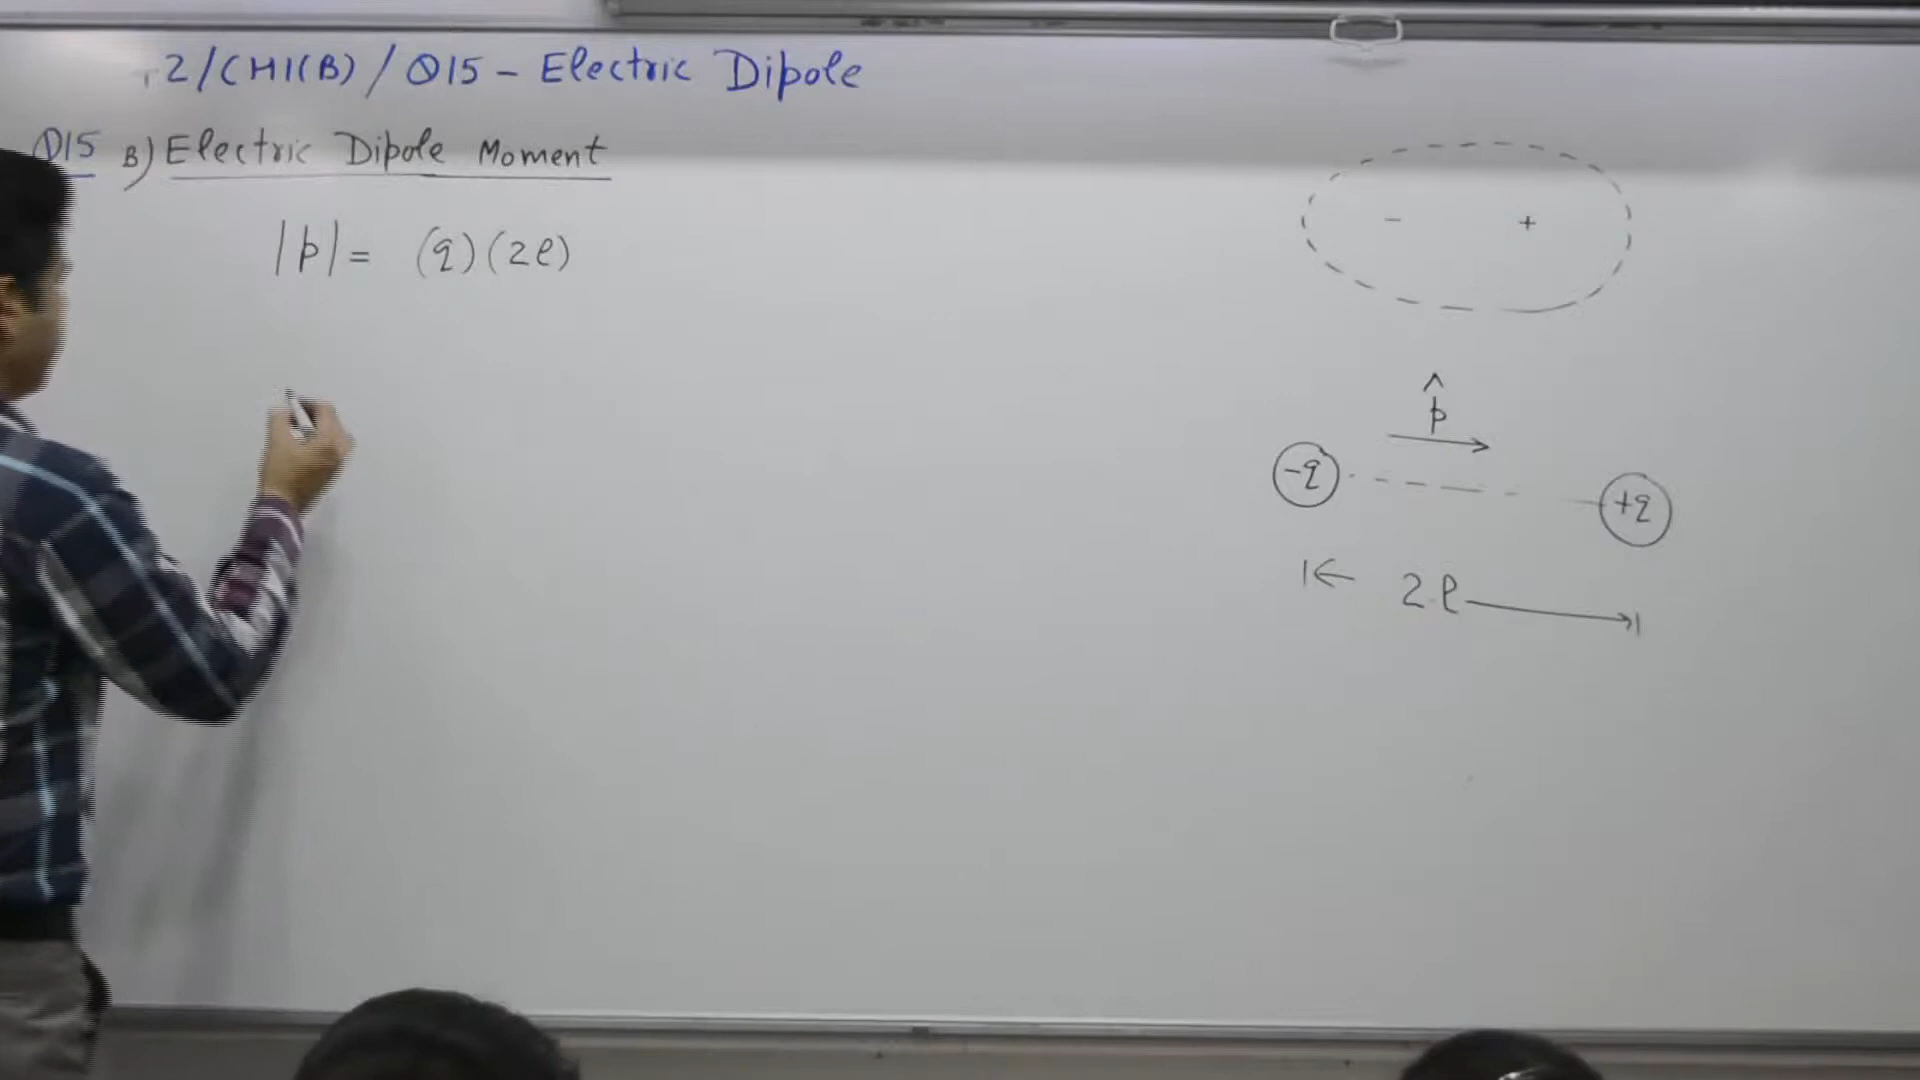 2/CH1(B)/Q15 - Electric Dipole
Q15 B) Electric Dipole Moment
|p| = (q)(2l)
- +
p̂
-q +q
2l